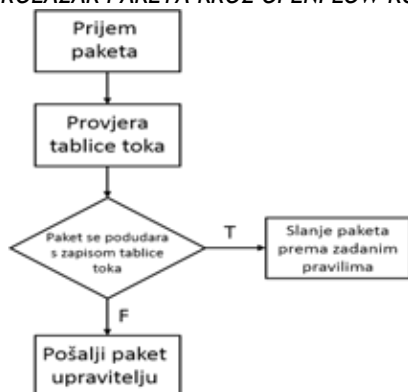 Prijem
paketa
Provjera
tablice toka
Paket se podudara
s zapisom tablice
toka
T
Slanje paketa
prema zadanim
pravilima
F
Pošalji paket
upravitelju